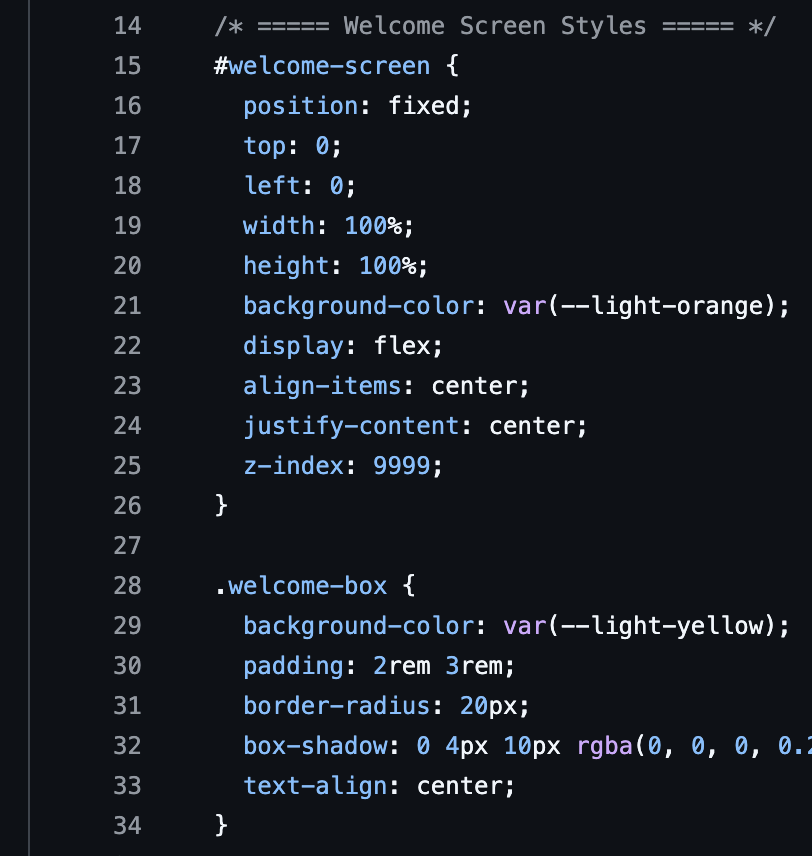 14 /* ===== Welcome Screen Styles ===== */
15 #welcome-screen {
16 position: fixed;
17 top: 0;
18 left: 0;
19 width: 100%;
20 height: 100%;
21 background-color: var(--light-orange);
22 display: flex;
23 align-items: center;
24 justify-content: center;
25 z-index: 9999;
26 }
27
28 .welcome-box {
29 background-color: var(--light-yellow);
30 padding: 2rem 3rem;
31 border-radius: 20px;
32 box-shadow: 0 4px 10px rgba(0, 0, 0, 0.2
33 text-align: center;
34 }